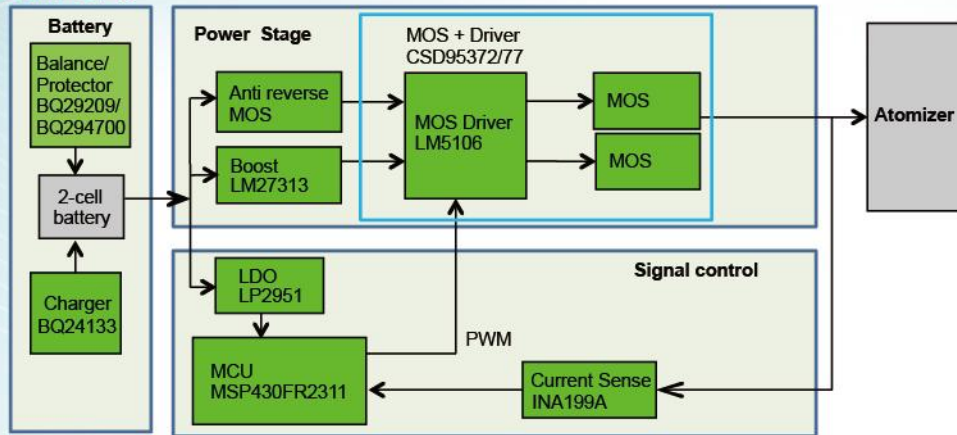 Battery
Balance/
Protector
BQ29209/
BQ294700
2-cell
battery
Charger
BQ24133
Power Stage
MOS + Driver
CSD95372/77
Anti reverse
MOS
Boost
LM27313
MOS Driver
LM5106
MOS
MOS
Atomizer
Signal control
LDO
LP2951
PWM
MCU
MSP430FR2311
Current Sense
INA199A